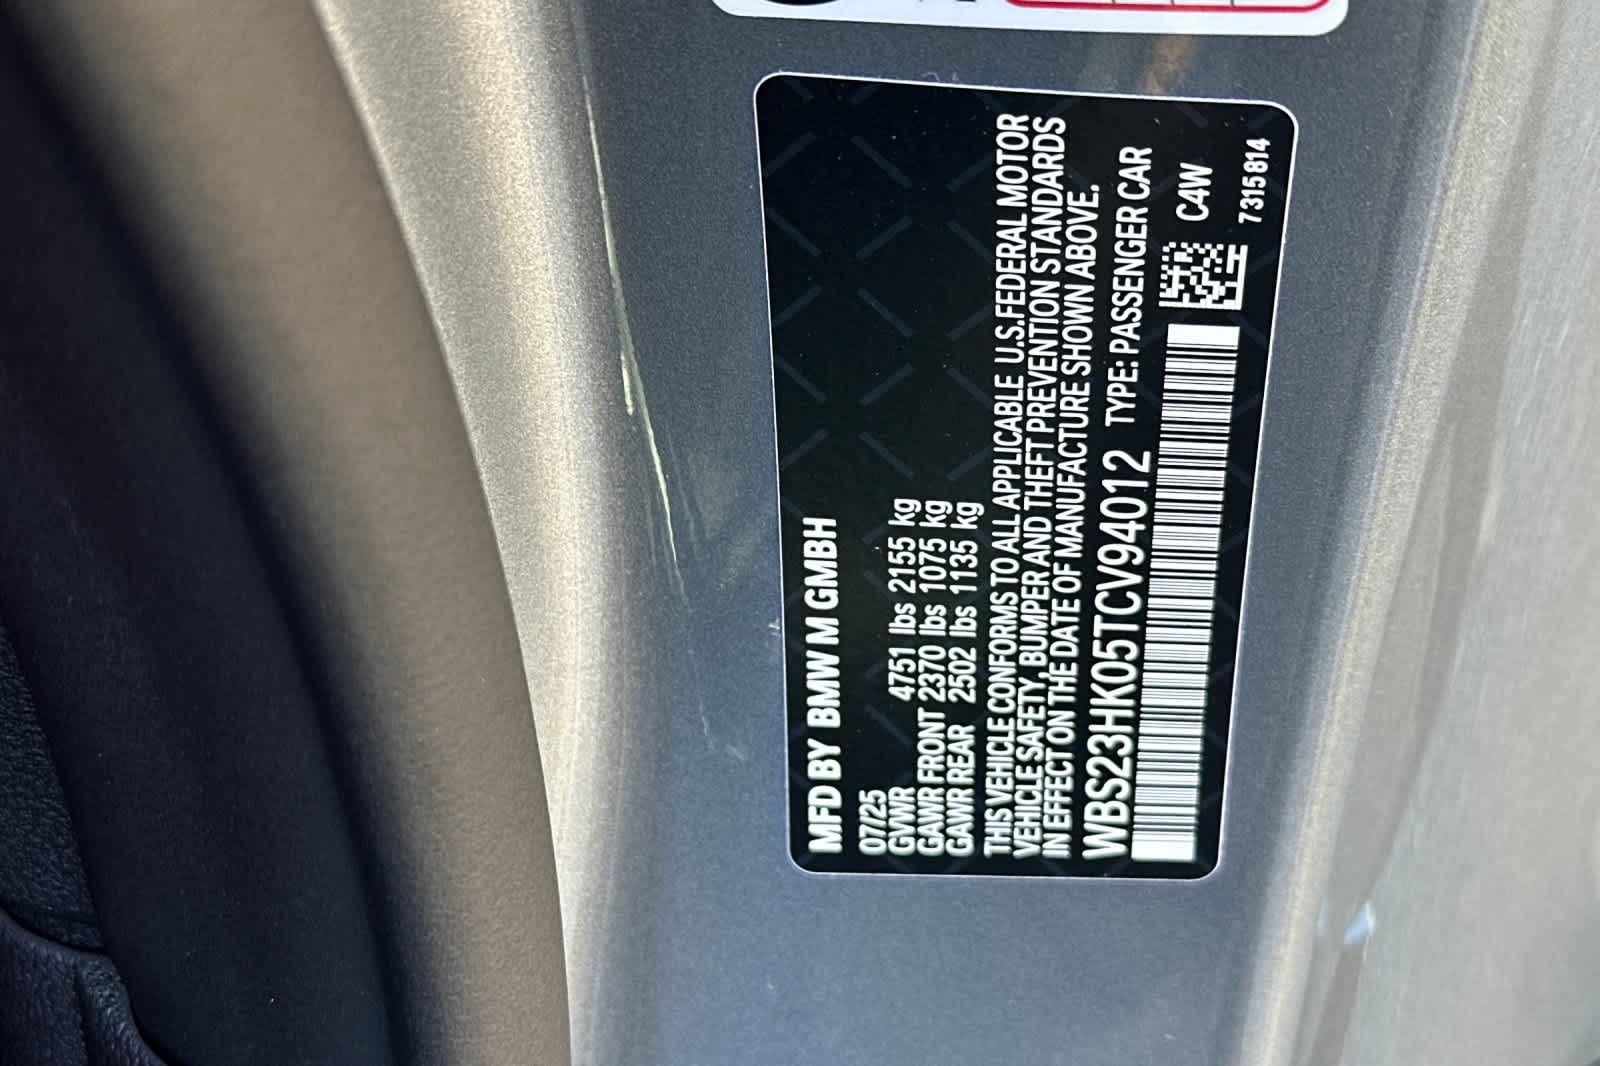 MFD BY BMW M GMBH
07/25
GVWR 4751 lbs 2155 kg
GAWR FRONT 2370 lbs 1075 kg
GAWR REAR 2502 lbs 1135 kg
THIS VEHICLE CONFORMS TO ALL APPLICABLE U.S.FEDERAL MOTOR
VEHICLE SAFETY, BUMPER AND THEFT PREVENTION STANDARDS
IN EFFECT ON THE DATE OF MANUFACTURE SHOWN ABOVE.
WBS23HK05TCV94012 TYPE: PASSENGER CAR
C4W
7315814